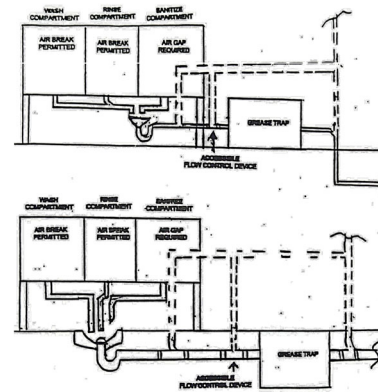 WASH COMPARTMENT
RINSE COMPARTMENT
SANITIZE COMPARTMENT
AIR BREAK PERMITTED
AIR BREAK PERMITTED
AIR GAP REQUIRED
GREASE TRAP
ACCESSIBLE
FLOW CONTROL DEVICE
WASH COMPARTMENT
RINSE COMPARTMENT
SANITIZE COMPARTMENT
AIR BREAK PERMITTED
AIR BREAK PERMITTED
AIR GAP REQUIRED
GREASE TRAP
ACCESSIBLE
FLOW CONTROL DEVICE